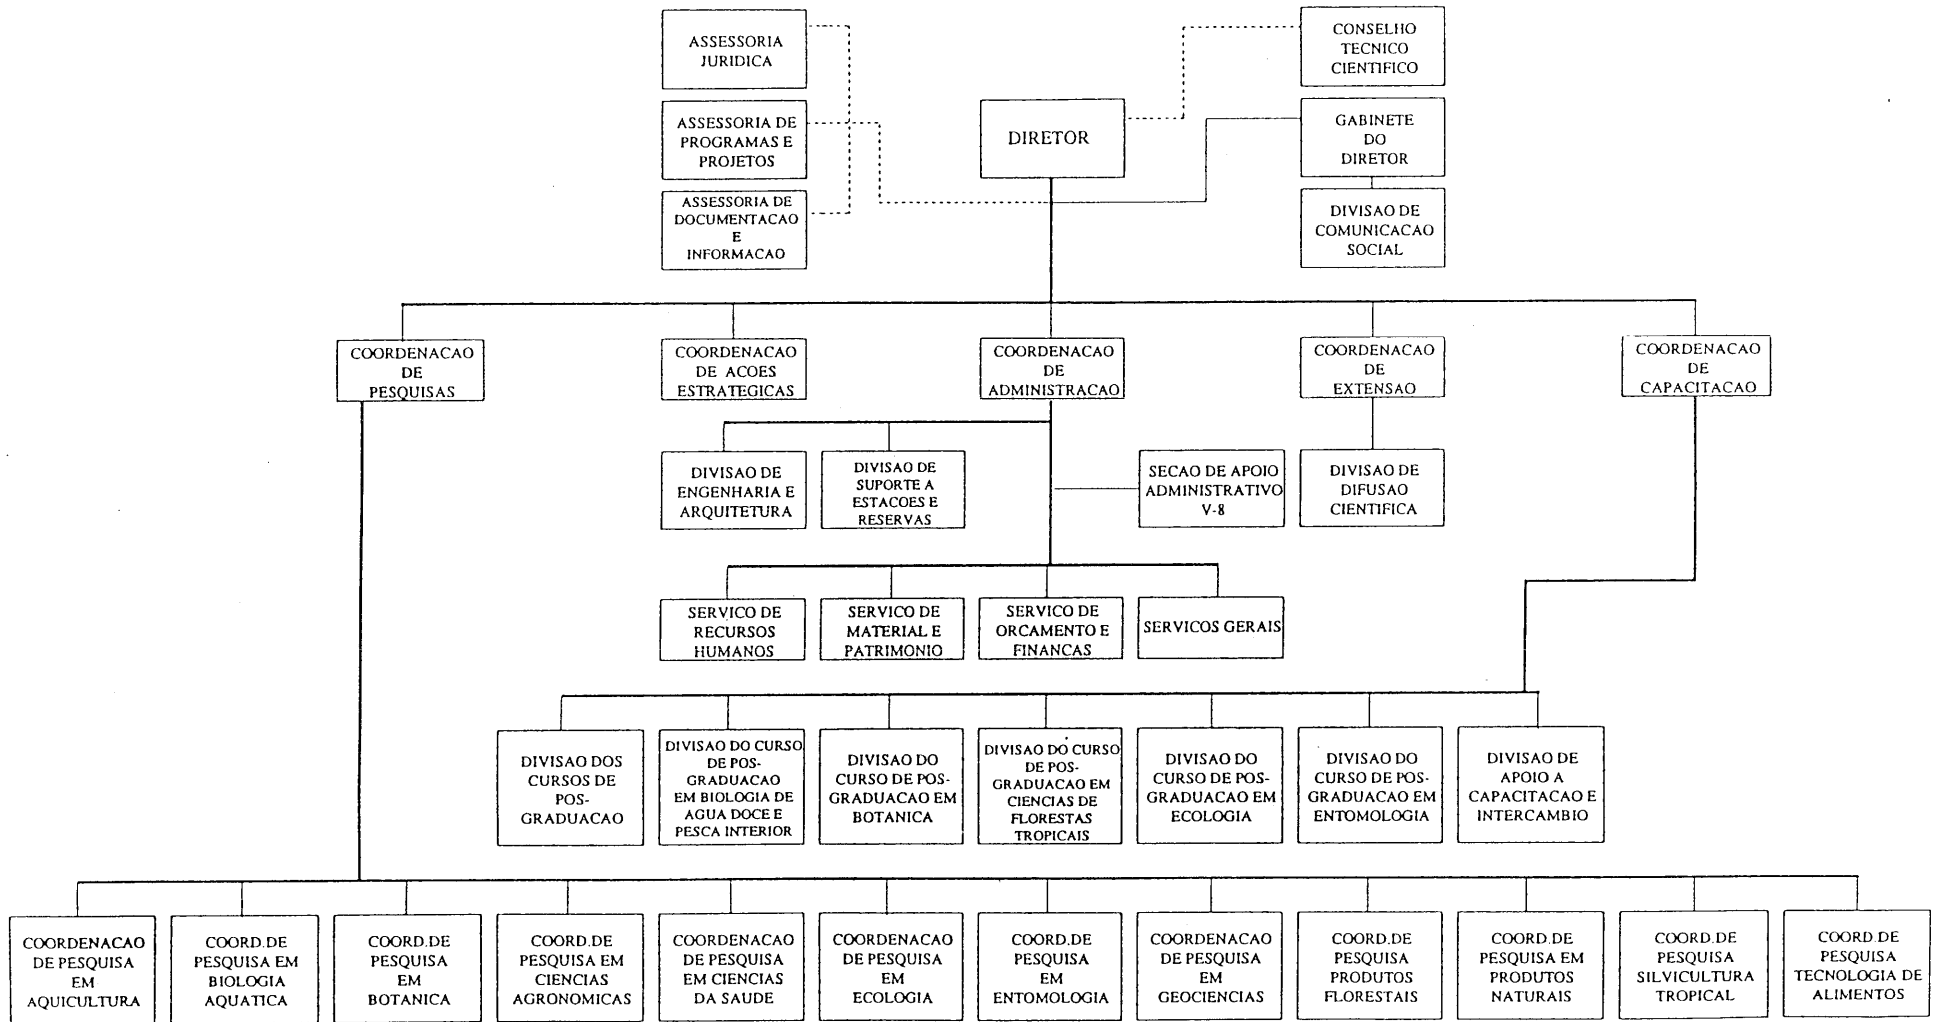 ASSESSORIA
JURIDICA
CONSELHO
TECNICO
CIENTIFICO
ASSESSORIA DE
PROGRAMAS E
PROJETOS
DIRETOR
GABINETE
DO
DIRETOR
ASSESSORIA DE
DOCUMENTACAO
E
INFORMACAO
DIVISAO DE
COMUNICACAO
SOCIAL
COORDENACAO
DE
PESQUISAS
COORDENACAO
DE ACOES
ESTRATEGICAS
COORDENACAO
DE
ADMINISTRACAO
COORDENACAO
DE
EXTENSAO
COORDENACAO
DE
CAPACITACAO
DIVISAO DE
ENGENHARIA E
ARQUITETURA
DIVISAO DE
SUPORTE A
ESTACOES E
RESERVAS
SECAO DE APOIO
ADMINISTRATIVO
V-8
DIVISAO DE
DIFUSAO
CIENTIFICA
SERVICO DE
RECURSOS
HUMANOS
SERVICO DE
MATERIAL E
PATRIMONIO
SERVICO DE
ORCAMENTO E
FINANCAS
SERVICOS GERAIS
DIVISAO DOS
CURSOS DE
POS-
GRADUACAO
DIVISAO DO CURSO
DE POS-
GRADUACAO
EM BIOLOGIA DE
AGUA DOCE E
PESCA INTERIOR
DIVISAO DO
CURSO DE POS-
GRADUACAO EM
BOTANICA
DIVISAO DO CURSO
DE POS-
GRADUACAO EM
CIENCIAS DE
FLORESTAS
TROPICAIS
DIVISAO DO
CURSO DE POS-
GRADUACAO EM
ECOLOGIA
DIVISAO DO
CURSO DE POS-
GRADUACAO EM
ENTOMOLOGIA
DIVISAO DE
APOIO A
CAPACITACAO E
INTERCAMBIO
COORDENACAO
DE PESQUISA
EM
AQUICULTURA
COORD.DE
PESQUISA EM
BIOLOGIA
AQUATICA
COORD.DE
PESQUISA
EM
BOTANICA
COORD.DE
PESQUISA EM
CIENCIAS
AGRONOMICAS
COORDENACAO
DE PESQUISA
EM CIENCIAS
DA SAUDE
COORDENACAO
DE PESQUISA
EM
ECOLOGIA
COORD.DE
PESQUISA
EM
ENTOMOLOGIA
COORDENACAO
DE PESQUISA
EM
GEOCIENCIAS
COORD.DE
PESQUISA
PRODUTOS
FLORESTAIS
COORD.DE
PESQUISA EM
PRODUTOS
NATURAIS
COORD.DE
PESQUISA
SILVICULTURA
TROPICAL
COORD.DE
PESQUISA
TECNOLOGIA DE
ALIMENTOS